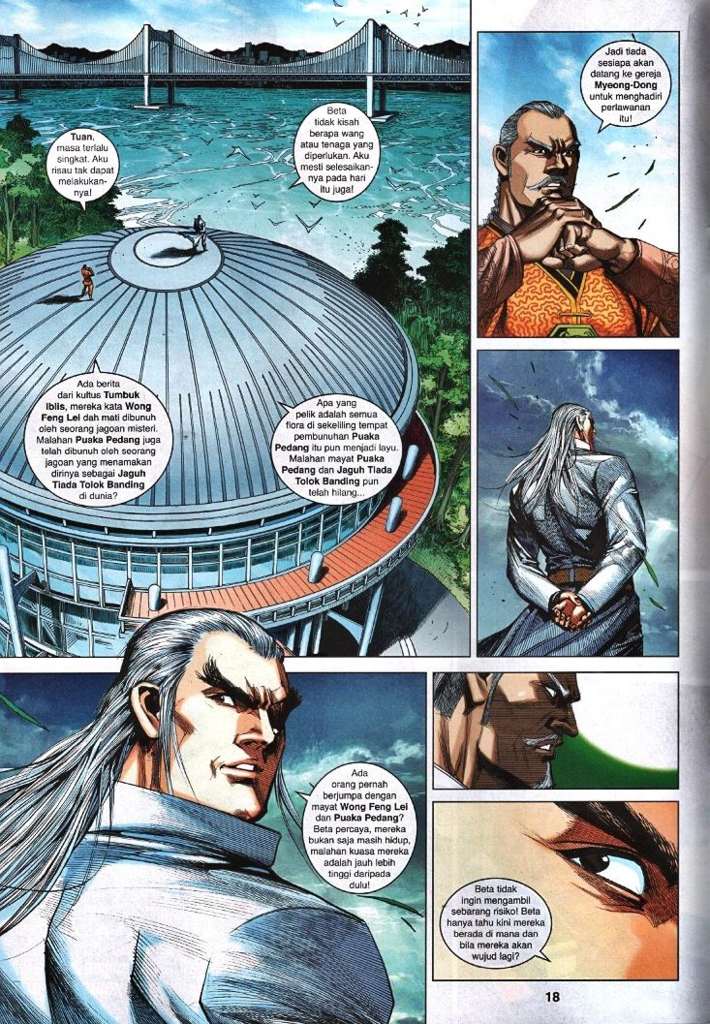 Tuan,
masa terlalu
singkat. Aku
risau tak dapat
melakukan-
nya!
Beta
tidak kisah
berapa wang
atau tenaga yang
diperlukan. Aku
mesti selesaikan-
nya pada hari
itu juga!
Ada berita
dari kultus Tumbuk
Iblis, mereka kata Wong
Feng Lei dah mati dibunuh
oleh seorang jagoan misteri.
Malahan Puaka Pedang juga
telah dibunuh oleh seorang
jagoan yang menamakan
dirinya sebagai Jaguh
Tiada Tolok Banding
di dunia?
Apa yang
pelik adalah semua
flora di sekeliling tempat
pembunuhan Puaka
Pedang itu pun menjadi layu.
Malahan mayat Puaka
Pedang dan Jaguh Tiada
Tolok Banding pun
telah hilang...
Jadi tiada
sesiapa akan
datang ke gereja
Myeong-Dong
untuk menghadiri
perlawanan
itu!
Ada
orang pernah
berjumpa dengan
mayat Wong Feng Lei
dan Puaka Pedang?
Beta percaya, mereka
bukan saja masih hidup,
malahan kuasa mereka
adalah jauh lebih
tinggi daripada
dulu!
Beta tidak
ingin mengambil
sebarang risiko! Beta
hanya tahu kini mereka
berada di mana dan
bila mereka akan
wujud lagi?
18